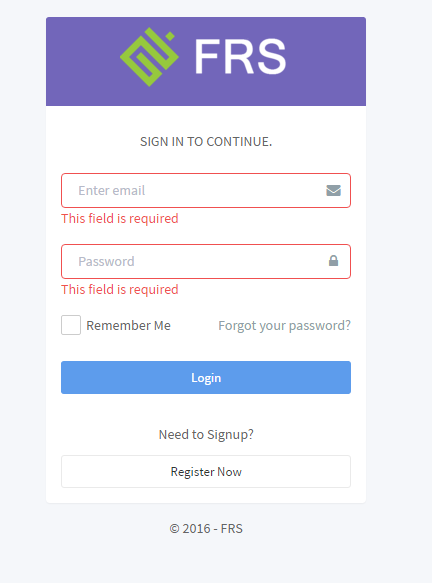 FRS
SIGN IN TO CONTINUE.
Enter email
This field is required
Password
This field is required
Remember Me Forgot your password?
Login
Need to Signup?
Register Now
© 2016 - FRS